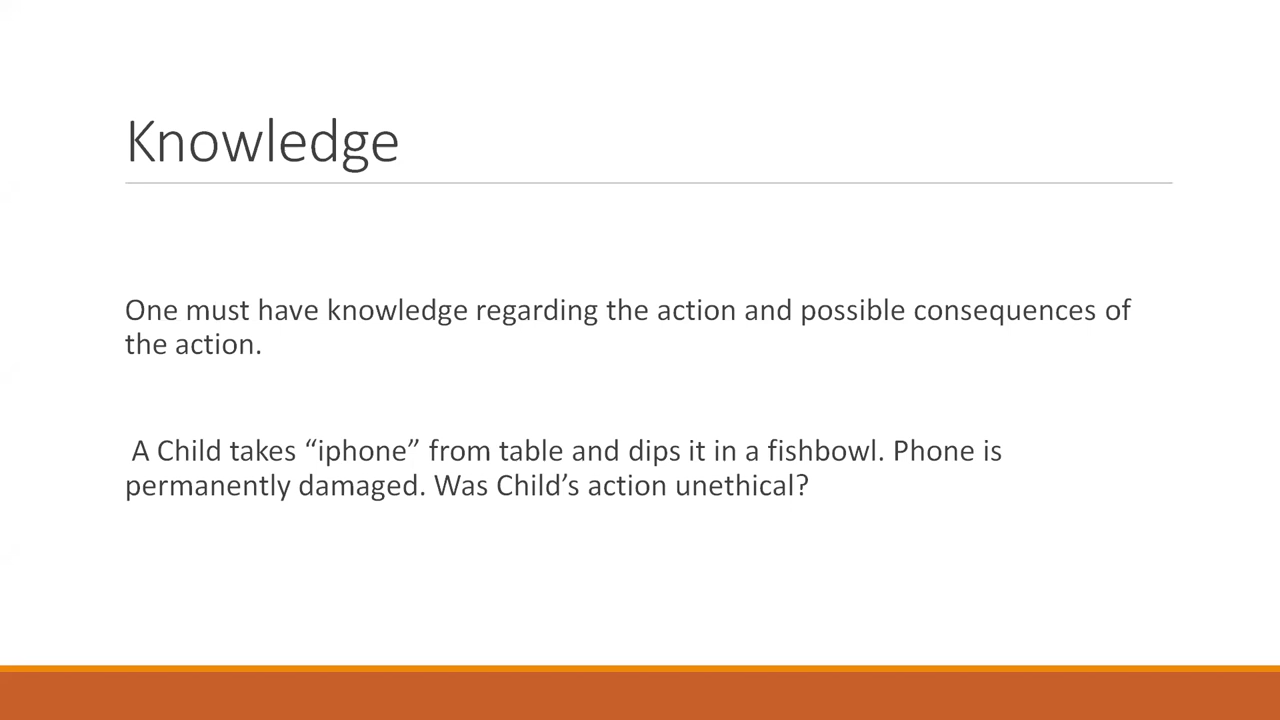 Knowledge
One must have knowledge regarding the action and possible consequences of
the action.
A Child takes “iphone” from table and dips it in a fishbowl. Phone is
permanently damaged. Was Child’s action unethical?